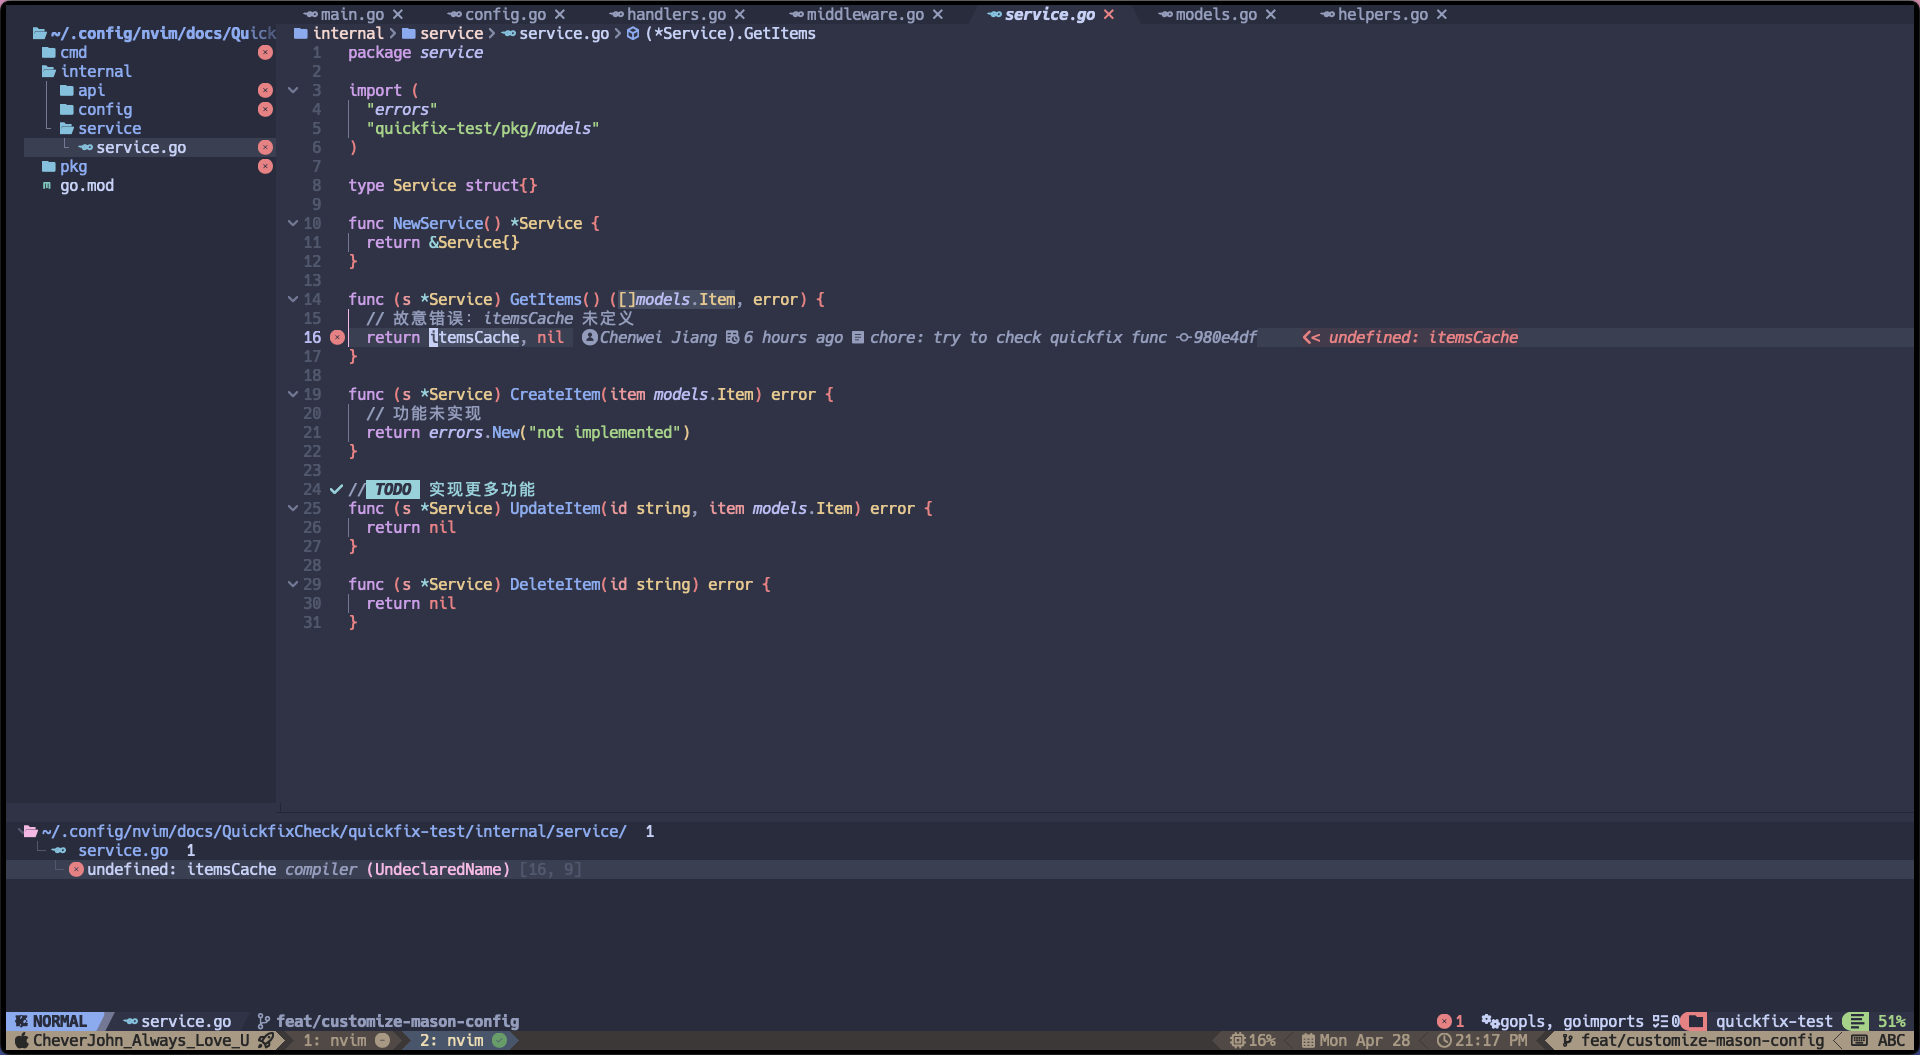 main.go ✕ config.go ✕ handlers.go ✕ middleware.go ✕ service.go ✕ models.go ✕ helpers.go ✕
~/.config/nvim/docs/Quick
cmd
internal
api
config
service
service.go
pkg
go.mod
internal > service > service.go > (*Service).GetItems
1 package service
2
3 import (
4 "errors"
5 "quickfix-test/pkg/models"
6 )
7
8 type Service struct{}
9
10 func NewService() *Service {
11 return &Service{}
12 }
13
14 func (s *Service) GetItems() ([]models.Item, error) {
15 // 故意错误: itemsCache 未定义
16 return itemsCache, nil Chenwei Jiang 6 hours ago chore: try to check quickfix func 980e4df << undefined: itemsCache
17 }
18
19 func (s *Service) CreateItem(item models.Item) error {
20 // 功能未实现
21 return errors.New("not implemented")
22 }
23
24 // TODO 实现更多功能
25 func (s *Service) UpdateItem(id string, item models.Item) error {
26 return nil
27 }
28
29 func (s *Service) DeleteItem(id string) error {
30 return nil
31 }
~/.config/nvim/docs/QuickfixCheck/quickfix-test/internal/service/ 1
service.go 1
undefined: itemsCache compiler (UndeclaredName) [16, 9]
NORMAL service.go feat/customize-mason-config 1 gopls, goimports 0 quickfix-test 51%
CheverJohn_Always_Love_U 1: nvim 2: nvim 16% Mon Apr 28 21:17 PM feat/customize-mason-config ABC